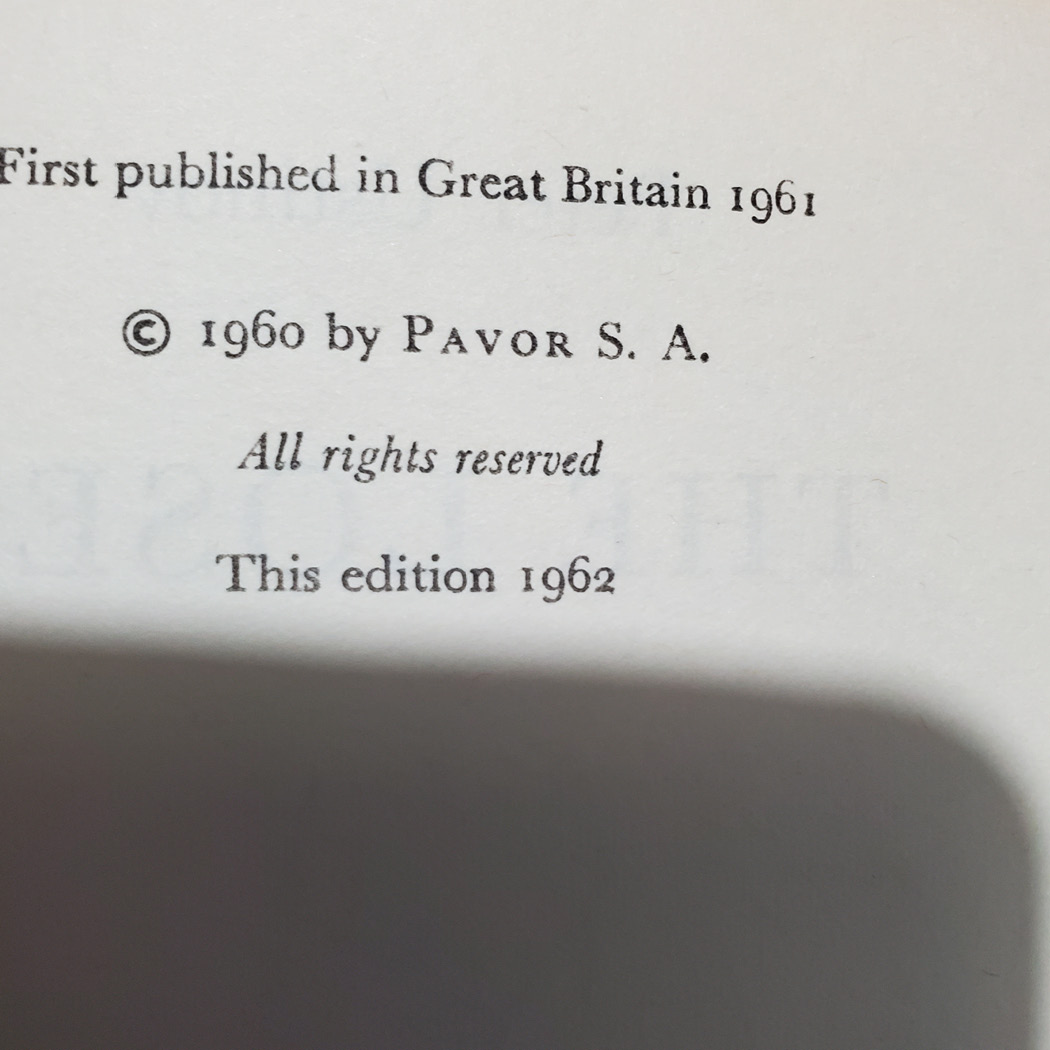 First published in Great Britain 1961
© 1960 by PAVOR S. A.
All rights reserved
This edition 1962